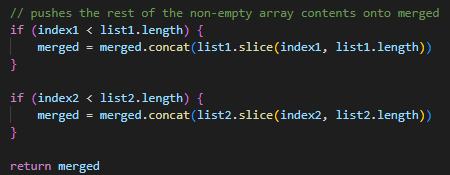 // pushes the rest of the non-empty array contents onto merged
if (index1 < list1.length) {
    merged = merged.concat(list1.slice(index1, list1.length))
}

if (index2 < list2.length) {
    merged = merged.concat(list2.slice(index2, list2.length))
}

return merged